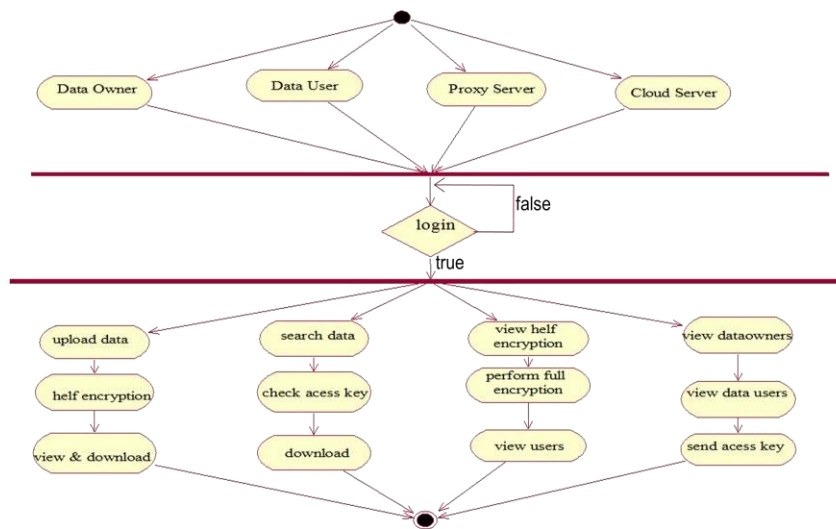 Data Owner
Data User
Proxy Server
Cloud Server
false
login
true
upload data
search data
view helf
encryption
view dataowners
helf encryption
check acess key
perform full
encryption
view data users
view & download
download
view users
send acess key